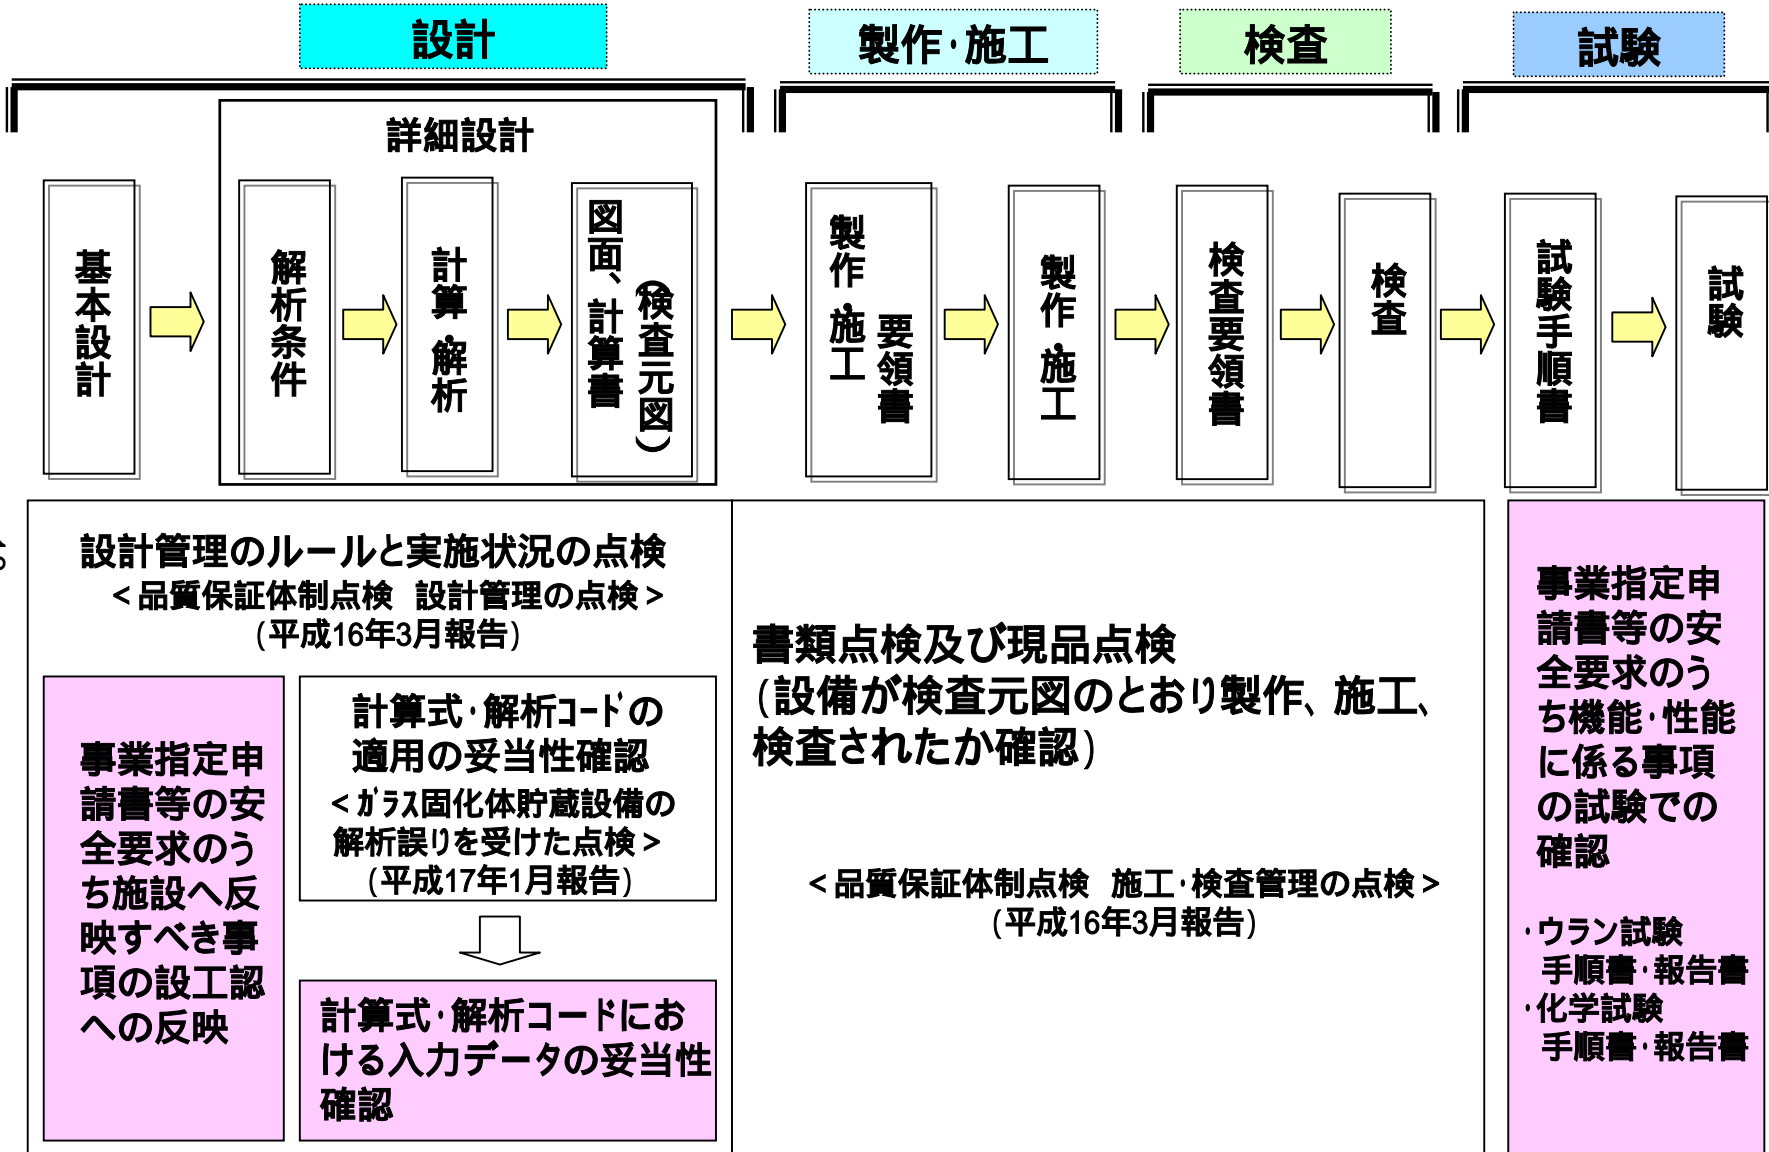 設計
製作・施工
検査
試験
詳細設計
基本設計
解析条件
計算・解析
図面、計算書
(検査元図)
製作・施工
要領書
製作・施工
検査要領書
検査
試験手順書
試験
設計管理のルールと実施状況の点検
<品質保証体制点検 設計管理の点検>
(平成16年3月報告)
事業指定申
請書等の安
全要求のう
ち施設へ反
映すべき事
項の設工認
への反映
計算式・解析ｺｰﾄﾞの
適用の妥当性確認
<ｶﾞﾗｽ固化体貯蔵設備の
解析誤りを受けた点検>
(平成17年1月報告)
計算式・解析コードにお
ける入力データの妥当性
確認
書類点検及び現品点検
(設備が検査元図のとおり製作、施工、
検査されたか確認)
<品質保証体制点検 施工・検査管理の点検>
(平成16年3月報告)
事業指定申
請書等の安
全要求のう
ち機能・性能
に係る事項
の試験での
確認
・ウラン試験
手順書・報告書
・化学試験
手順書・報告書